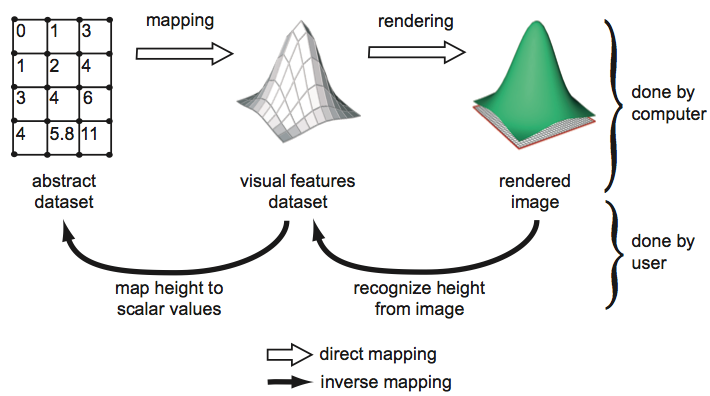 mapping
rendering
0 1 3
1 2 4
3 4 6
4 5.8 11
done by
computer
abstract
dataset
visual features
dataset
rendered
image
done by
user
map height to
scalar values
recognize height
from image
direct mapping
inverse mapping